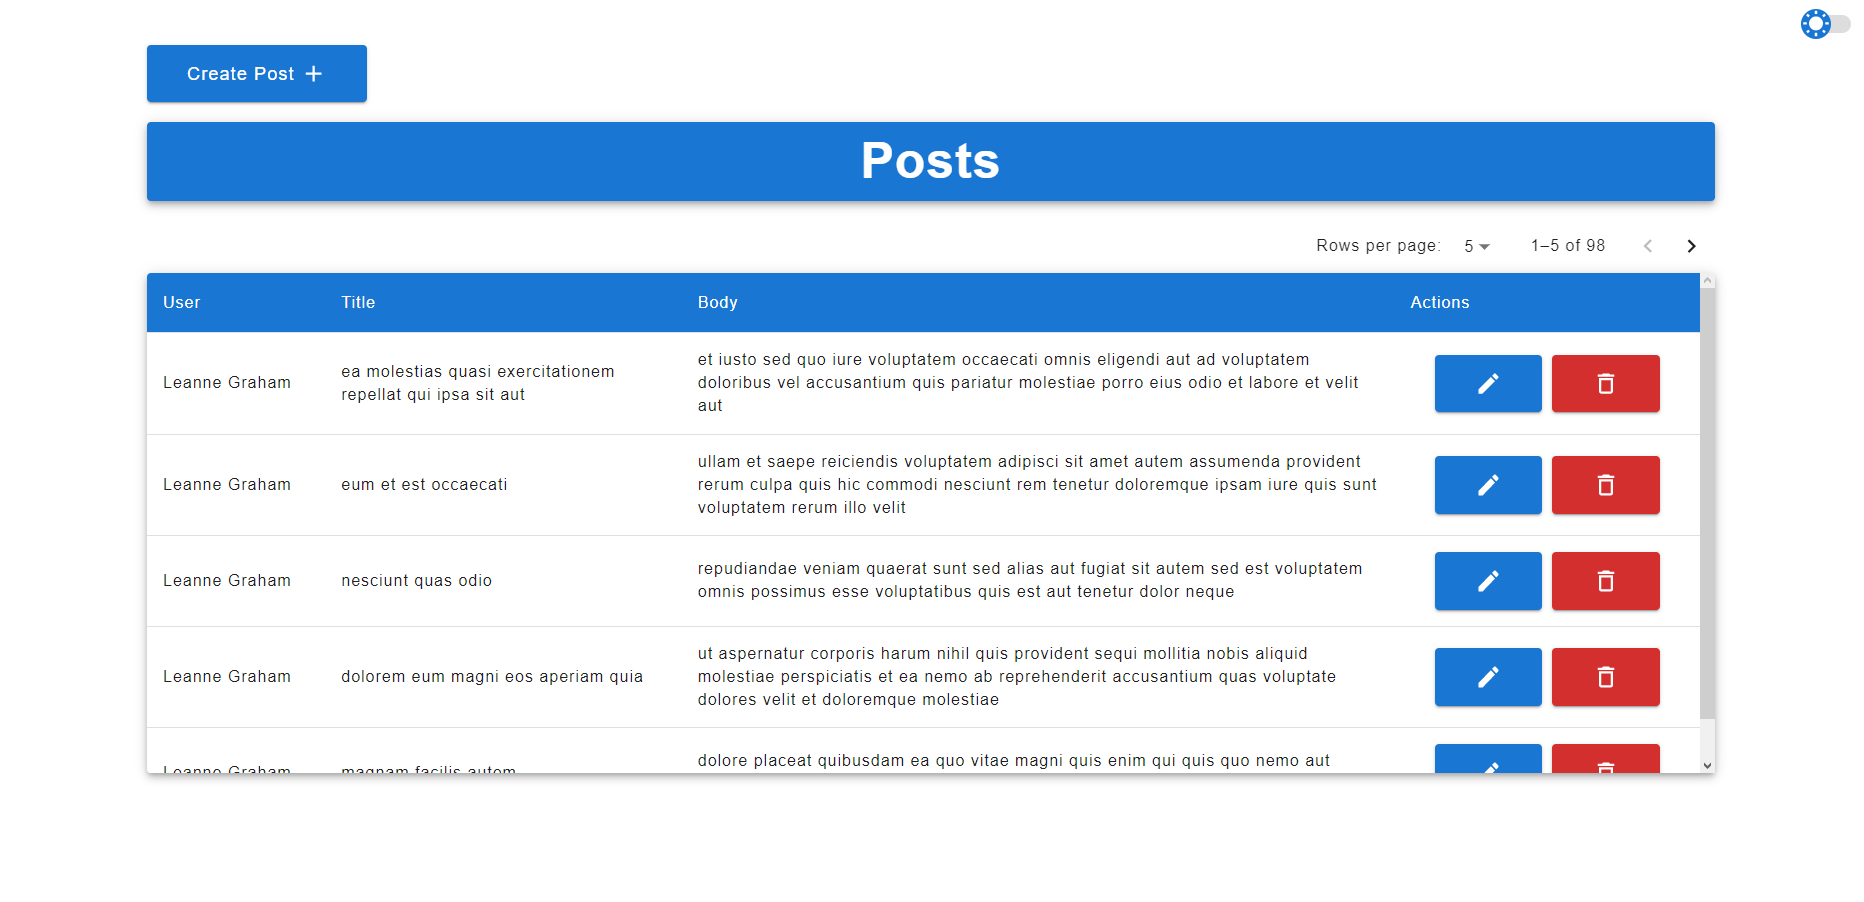 Create Post
Posts
Rows per page: 5 1–5 of 98
User Title Body Actions
Leanne Graham
ea molestias quasi exercitationem
repellat qui ipsa sit aut
et iusto sed quo iure voluptatem occaecati omnis eligendi aut ad voluptatem
doloribus vel accusantium quis pariatur molestiae porro eius odio et labore et velit
aut
Leanne Graham
eum et est occaecati
ullam et saepe reiciendis voluptatem adipisci sit amet autem assumenda provident
rerum culpa quis hic commodi nesciunt rem tenetur doloremque ipsam iure quis sunt
voluptatem rerum illo velit
Leanne Graham
nesciunt quas odio
repudiandae veniam quaerat sunt sed alias aut fugiat sit autem sed est voluptatem
omnis possimus esse voluptatibus quis est aut tenetur dolor neque
Leanne Graham
dolorem eum magni eos aperiam quia
ut aspernatur corporis harum nihil quis provident sequi mollitia nobis aliquid
molestiae perspiciatis et ea nemo ab reprehenderit accusantium quas voluptate
dolores velit et doloremque molestiae
Leanne Graham
magnam facilis autem
dolore placeat quibusdam ea quo vitae magni quis enim qui quis quo nemo aut